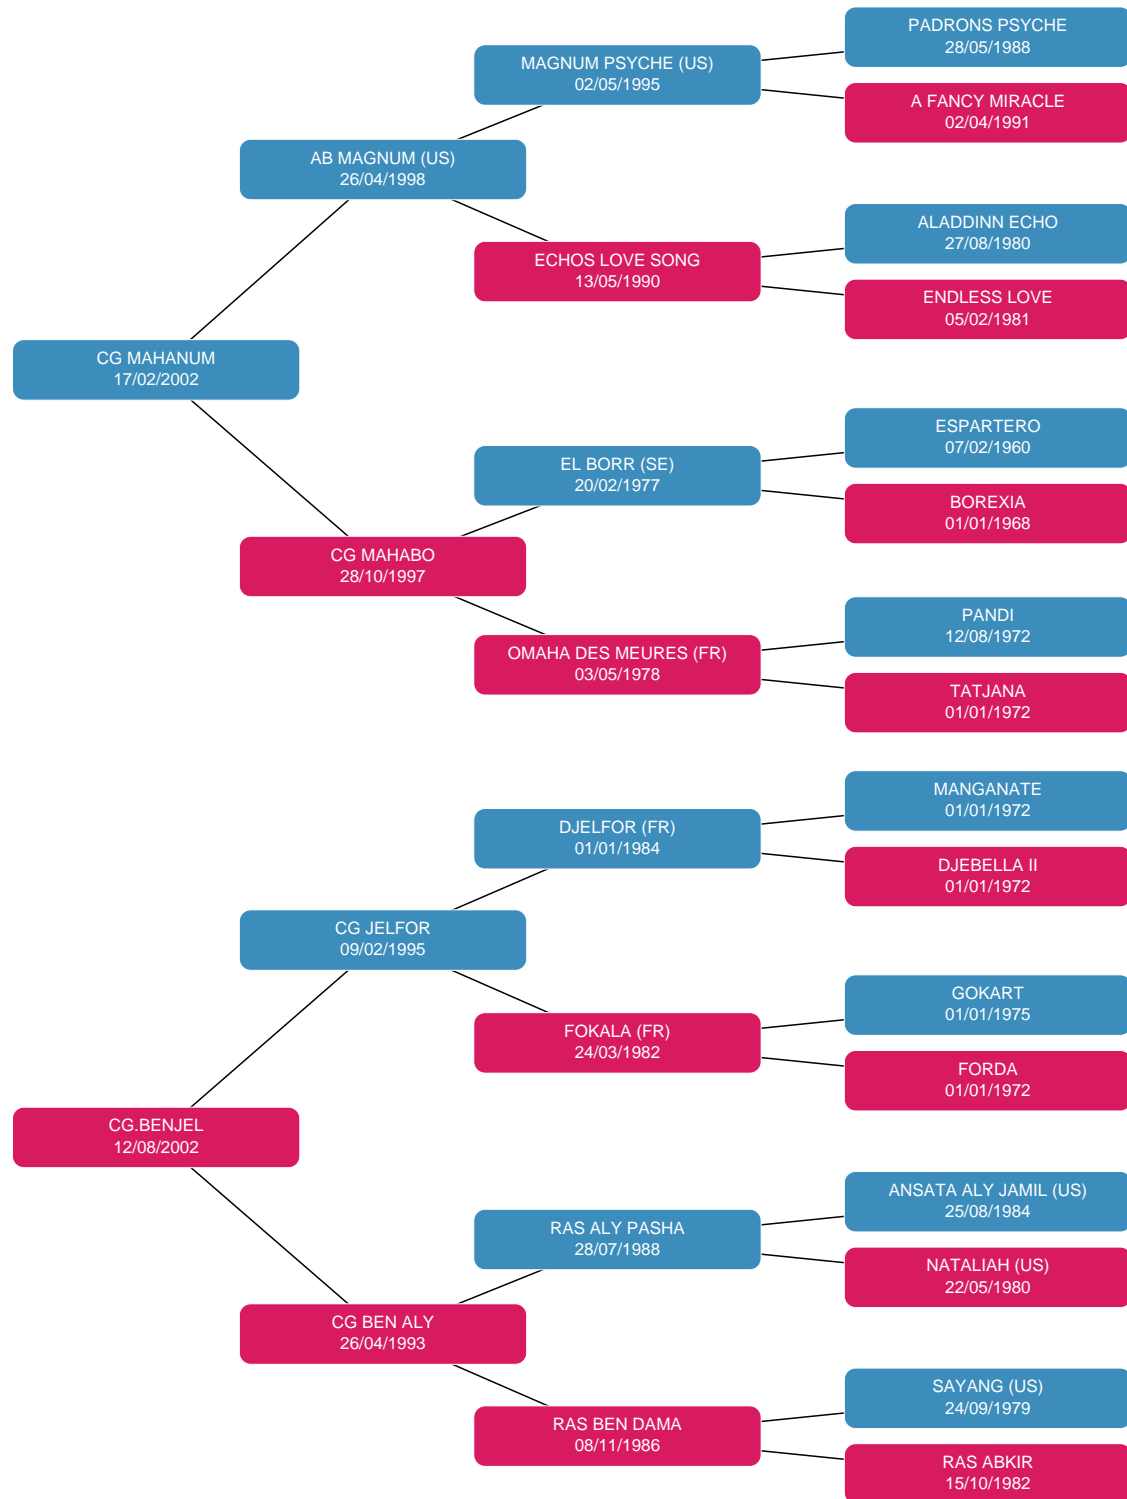 PADRONS PSYCHE
28/05/1988
MAGNUM PSYCHE (US)
02/05/1995
A FANCY MIRACLE
02/04/1991
AB MAGNUM (US)
26/04/1998
ALADDINN ECHO
27/08/1980
ECHOS LOVE SONG
13/05/1990
ENDLESS LOVE
05/02/1981
CG MAHANUM
17/02/2002
ESPARTERO
07/02/1960
EL BORR (SE)
20/02/1977
BOREXIA
01/01/1968
CG MAHABO
28/10/1997
PANDI
12/08/1972
OMAHA DES MEURES (FR)
03/05/1978
TATJANA
01/01/1972
MANGANATE
01/01/1972
DJELFOR (FR)
01/01/1984
DJEBELLA II
01/01/1972
CG JELFOR
09/02/1995
GOKART
01/01/1975
FOKALA (FR)
24/03/1982
FORDA
01/01/1972
CG.BENJEL
12/08/2002
ANSATA ALY JAMIL (US)
25/08/1984
RAS ALY PASHA
28/07/1988
NATALIAH (US)
22/05/1980
CG BEN ALY
26/04/1993
SAYANG (US)
24/09/1979
RAS BEN DAMA
08/11/1986
RAS ABKIR
15/10/1982